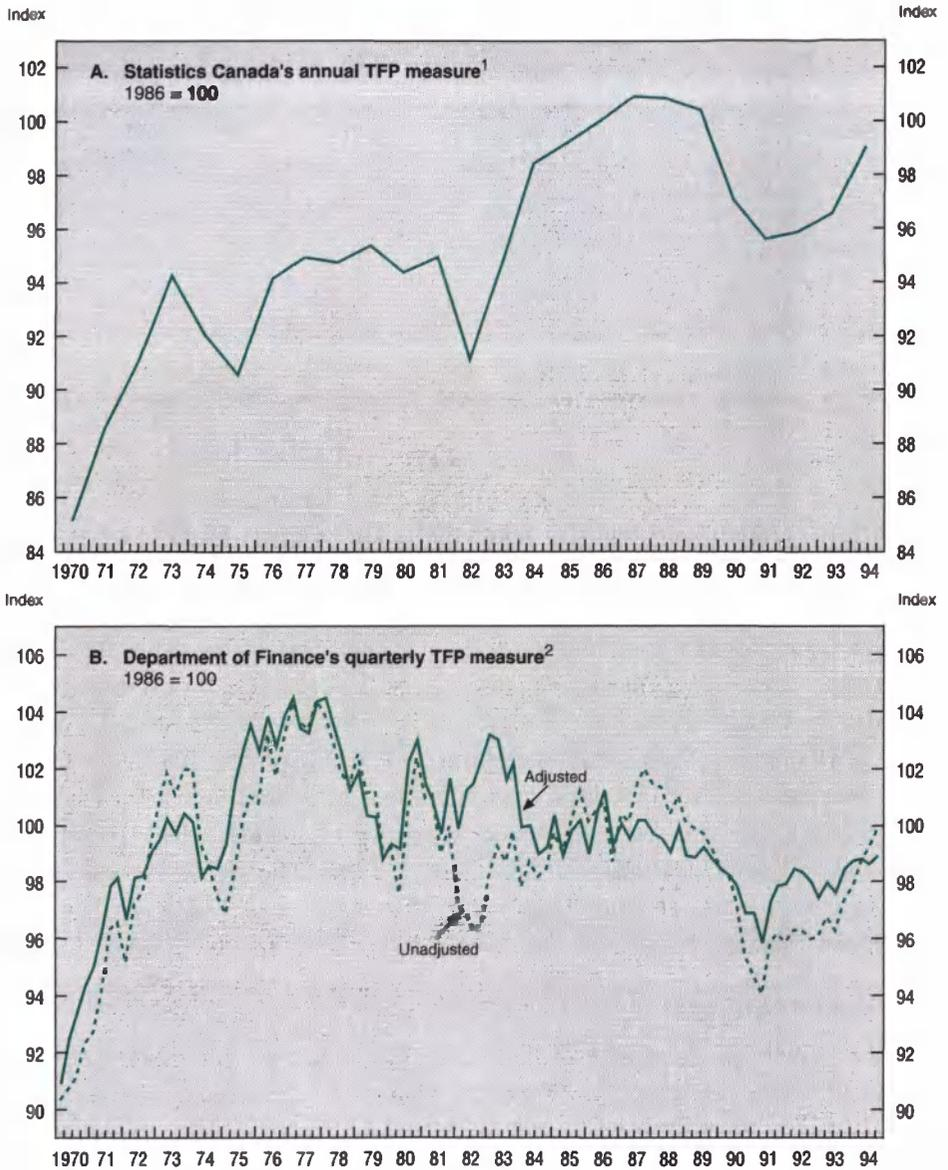 Index Index
A. Statistics Canada's annual TFP measure1
1986 = 100
102 102
100 100
98 98
96 96
94 94
92 92
90 90
88 88
86 86
84 84
1970 71 72 73 74 75 76 77 78 79 80 81 82 83 84 85 86 87 88 89 90 91 92 93 94
Index Index
B. Department of Finance's quarterly TFP measure2
1986 = 100
106 106
104 104
102 102
Adjusted
100 100
98 98
96 96
Unadjusted
94 94
92 92
90 90
1970 71 72 73 74 75 76 77 78 79 80 81 82 83 84 85 86 87 88 89 90 91 92 93 94